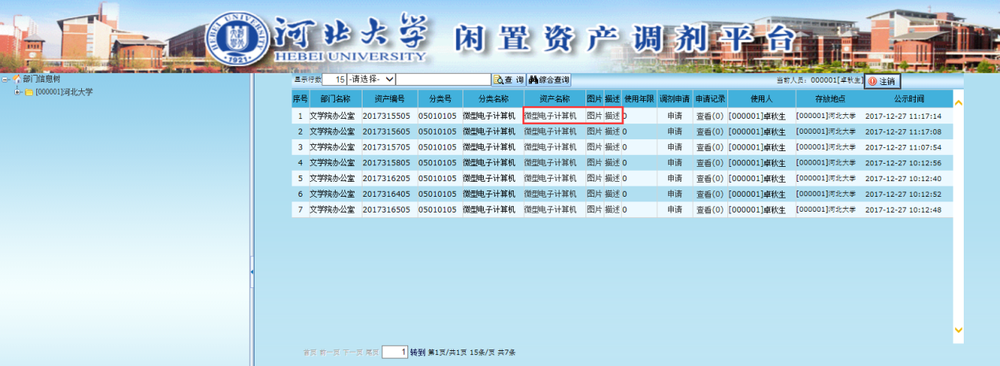 河北大学 闲置资产调剂平台
HEBEI UNIVERSITY
HEBEI UNIVERSITY
·1921·
部门信息树
[000001]河北大学
显示行数 15 -请选择- 查 询 综合查询 当前人员：000001[卓秋生] 注销
序号 部门名称 资产编号 分类号 分类名称 资产名称 图片 描述 使用年限 调剂申请 申请记录 使用人 存放地点 公示时间
1 文学院办公室 2017315505 05010105 微型电子计算机 微型电子计算机 图片 描述 0 申请 查看(0) [000001]卓秋生 [000001]河北大学 2017-12-27 11:17:14
2 文学院办公室 2017315605 05010105 微型电子计算机 微型电子计算机 图片 描述 0 申请 查看(0) [000001]卓秋生 [000001]河北大学 2017-12-27 11:17:08
3 文学院办公室 2017315705 05010105 微型电子计算机 微型电子计算机 图片 描述 0 申请 查看(0) [000001]卓秋生 [000001]河北大学 2017-12-27 11:07:54
4 文学院办公室 2017315805 05010105 微型电子计算机 微型电子计算机 图片 描述 0 申请 查看(0) [000001]卓秋生 [000001]河北大学 2017-12-27 10:12:56
5 文学院办公室 2017316205 05010105 微型电子计算机 微型电子计算机 图片 描述 0 申请 查看(0) [000001]卓秋生 [000001]河北大学 2017-12-27 10:12:40
6 文学院办公室 2017316405 05010105 微型电子计算机 微型电子计算机 图片 描述 0 申请 查看(0) [000001]卓秋生 [000001]河北大学 2017-12-27 10:12:52
7 文学院办公室 2017316505 05010105 微型电子计算机 微型电子计算机 图片 描述 0 申请 查看(0) [000001]卓秋生 [000001]河北大学 2017-12-27 10:12:48
首页 前一页 下一页 尾页 1 转到 第1页/共1页 15条/页 共7条